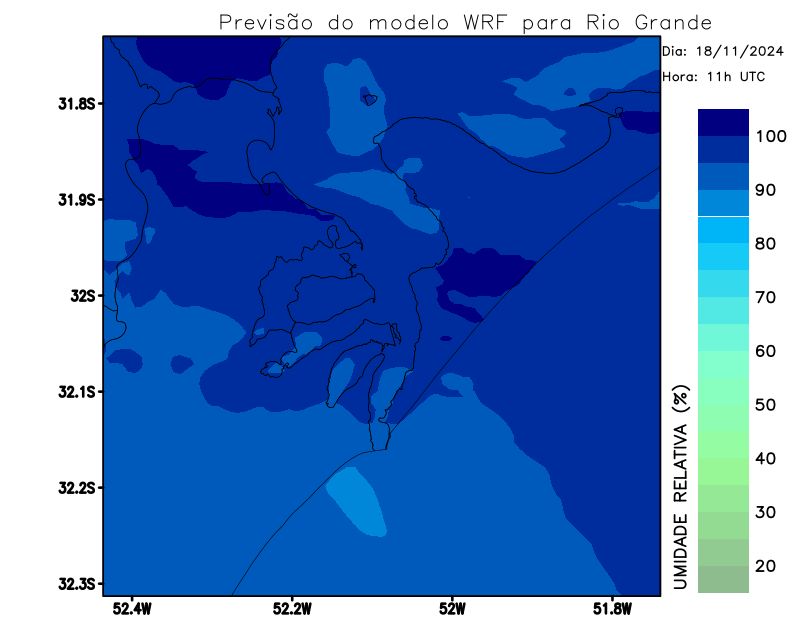 Previsão do modelo WRF para Rio Grande
Dia: 18/11/2024
Hora: 11h UTC
31.8S
31.9S
32S
32.1S
32.2S
32.3S
52.4W
52.2W
52W
51.8W
UMIDADE RELATIVA (%)
100
90
80
70
60
50
40
30
20